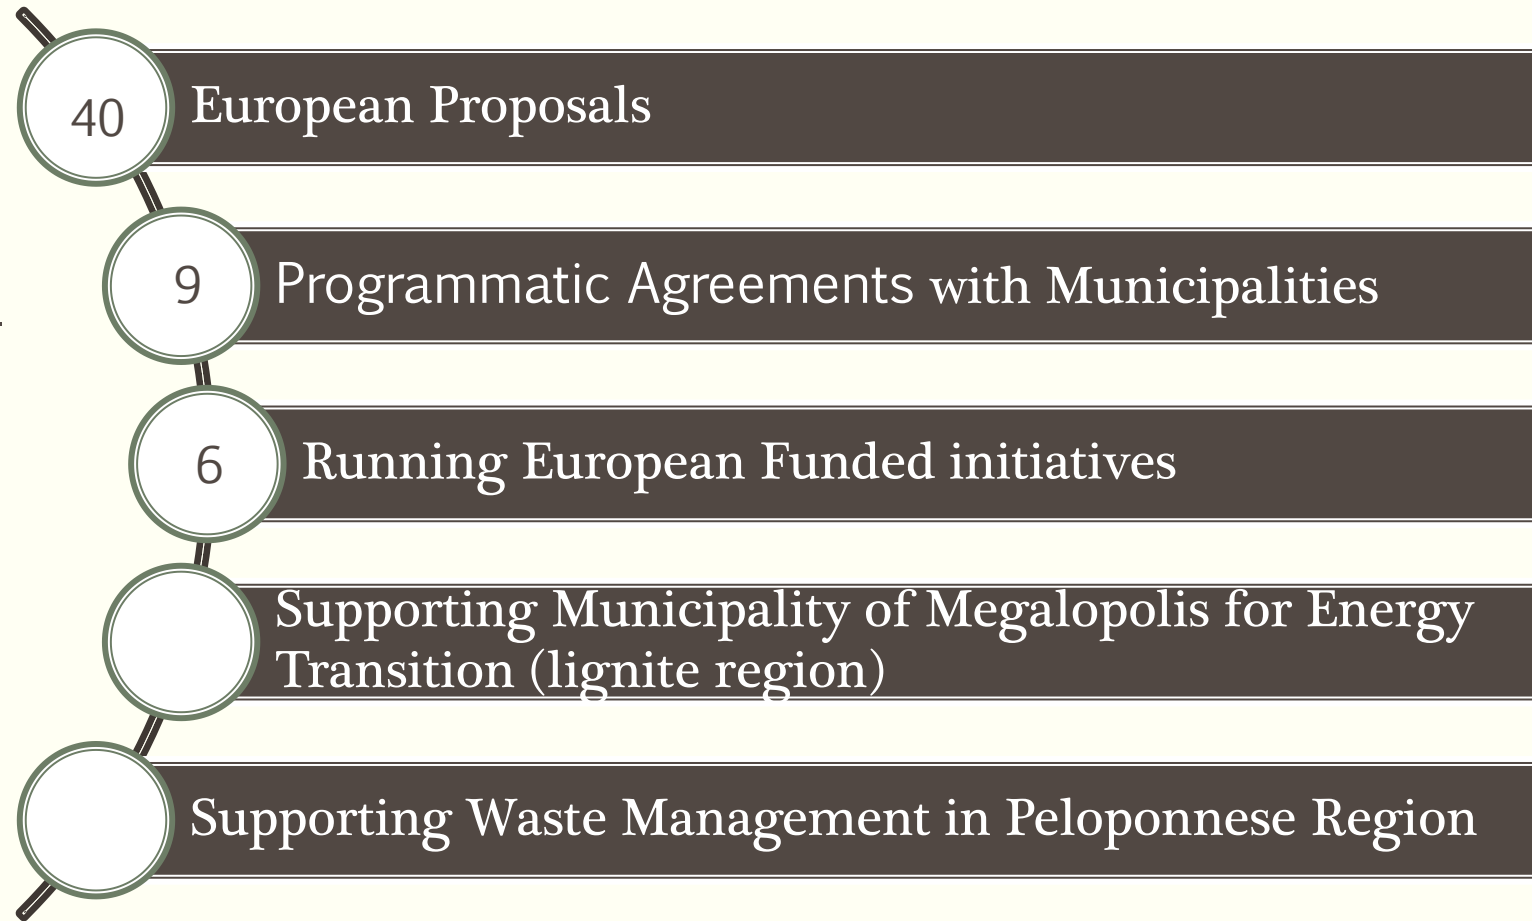 40
European Proposals
9
Programmatic Agreements with Municipalities
6
Running European Funded initiatives
Supporting Municipality of Megalopolis for Energy
Transition (lignite region)
Supporting Waste Management in Peloponnese Region